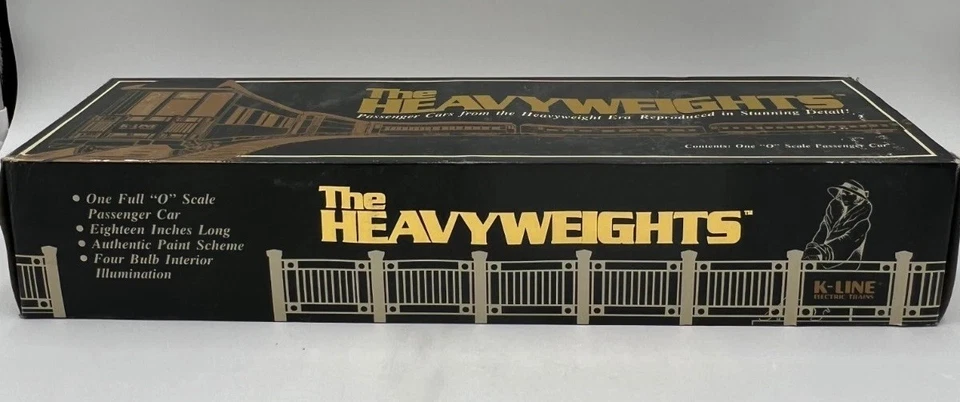 The
HEAVYWEIGHTS™
Passenger Cars from the Heavyweight Era Reproduced in Stunning Detail!
K-LINE
Contents: One "O" Scale Passenger Car
• One Full "O" Scale
Passenger Car
• Eighteen Inches Long
• Authentic Paint Scheme
• Four Bulb Interior
Illumination
The
HEAVYWEIGHTS™
K-LINE
ELECTRIC TRAINS